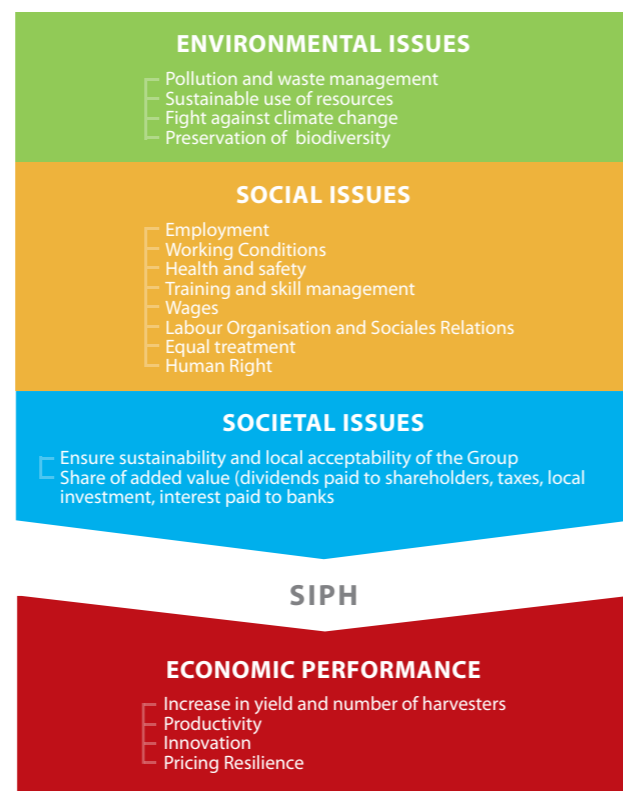 ENVIRONMENTAL ISSUES
Pollution and waste management
Sustainable use of resources
Fight against climate change
Preservation of biodiversity
SOCIAL ISSUES
Employment
Working Conditions
Health and safety
Training and skill management
Wages
Labour Organisation and Sociales Relations
Equal treatment
Human Right
SOCIETAL ISSUES
Ensure sustainability and local acceptability of the Group
Share of added value (dividends paid to shareholders, taxes, local
investment, interest paid to banks
SIPH
ECONOMIC PERFORMANCE
Increase in yield and number of harvesters
Productivity
Innovation
Pricing Resilience